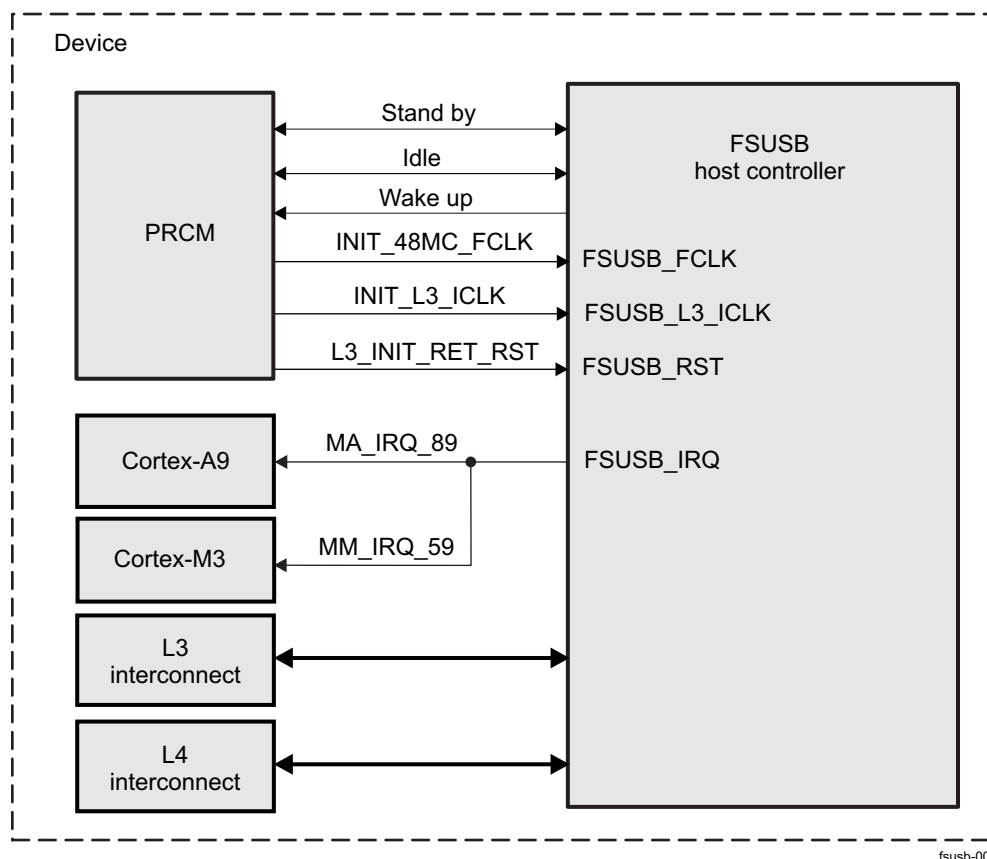 Device
Stand by
Idle
Wake up
PRCM
INIT_48MC_FCLK
INIT_L3_ICLK
L3_INIT_RET_RST
FSUSB
host controller
FSUSB_FCLK
FSUSB_L3_ICLK
FSUSB_RST
Cortex-A9
MA_IRQ_89
FSUSB_IRQ
Cortex-M3
MM_IRQ_59
L3
interconnect
L4
interconnect